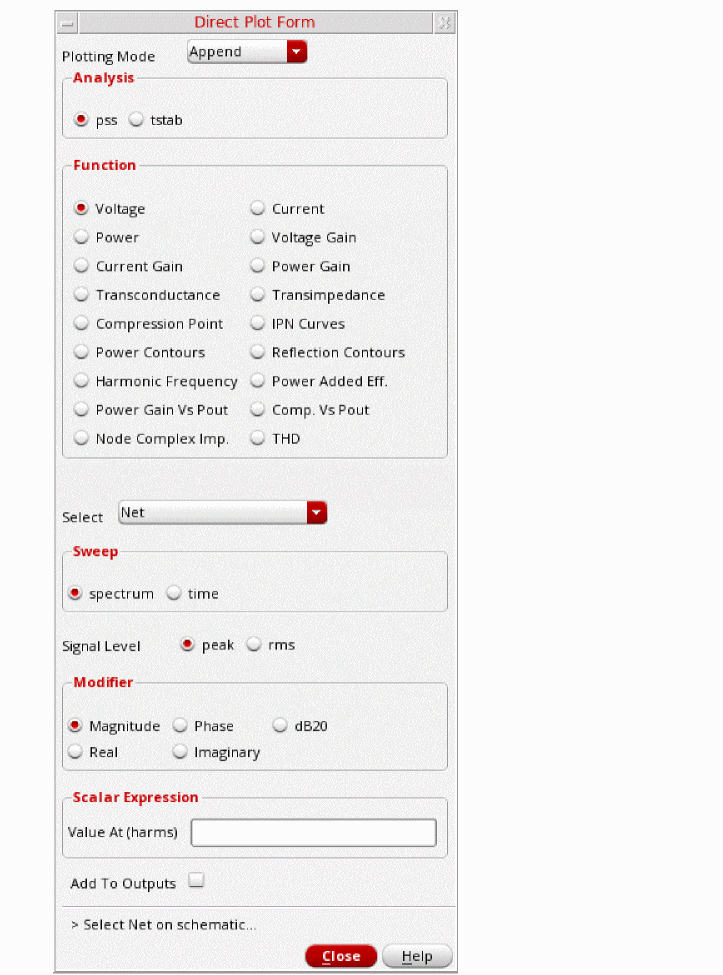 Direct Plot Form
Plotting Mode Append
Analysis
pss tstab
Function
Voltage Current
Power Voltage Gain
Current Gain Power Gain
Transconductance Transimpedance
Compression Point IPN Curves
Power Contours Reflection Contours
Harmonic Frequency Power Added Eff.
Power Gain Vs Pout Comp. Vs Pout
Node Complex Imp. THD
Select Net
Sweep
spectrum time
Signal Level peak rms
Modifier
Magnitude Phase dB20
Real Imaginary
Scalar Expression
Value At (harms)
Add To Outputs
> Select Net on schematic...
Close Help